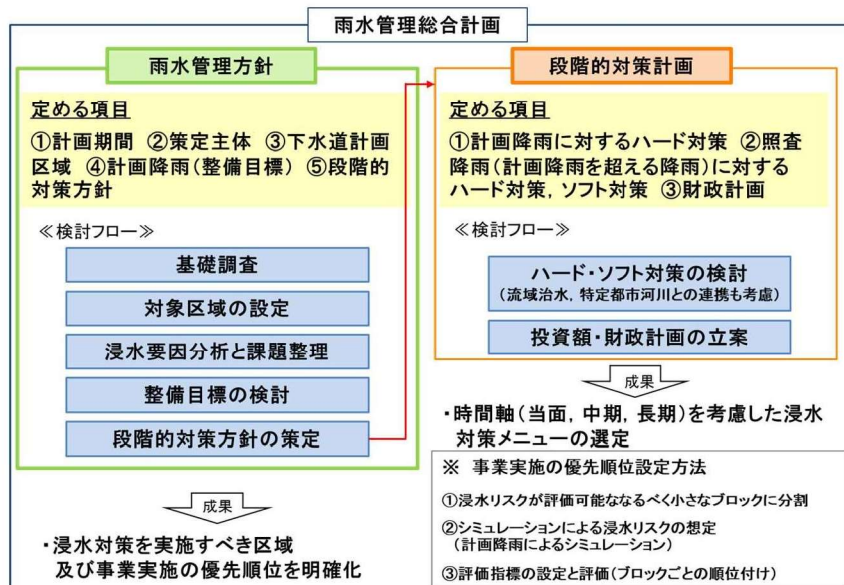 雨水管理総合計画
雨水管理方針
定める項目
①計画期間 ②策定主体 ③下水道計画
区域 ④計画降雨(整備目標) ⑤段階的
対策方針
≪検討フロー≫
基礎調査
対象区域の設定
浸水要因分析と課題整理
整備目標の検討
段階的対策方針の策定
成果
・浸水対策を実施すべき区域
及び事業実施の優先順位を明確化
段階的対策計画
定める項目
①計画降雨に対するハード対策 ②照査
降雨(計画降雨を超える降雨)に対する
ハード対策,ソフト対策 ③財政計画
≪検討フロー≫
ハード・ソフト対策の検討
(流域治水,特定都市河川との連携も考慮)
投資額・財政計画の立案
成果
・時間軸(当面,中期,長期)を考慮した浸水
対策メニューの選定
※ 事業実施の優先順位設定方法
①浸水リスクが評価可能ななるべく小さなブロックに分割
②シミュレーションによる浸水リスクの想定
(計画降雨によるシミュレーション)
③評価指標の設定と評価(ブロックごとの順位付け)